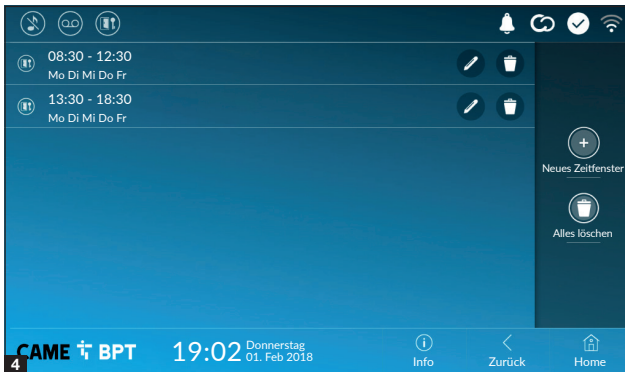 08:30 - 12:30
Mo Di Mi Do Fr
13:30 - 18:30
Mo Di Mi Do Fr
Neues Zeitfenster
Alles löschen
4
CAME BPT
19:02
Donnerstag
01. Feb 2018
Info
Zurück
Home